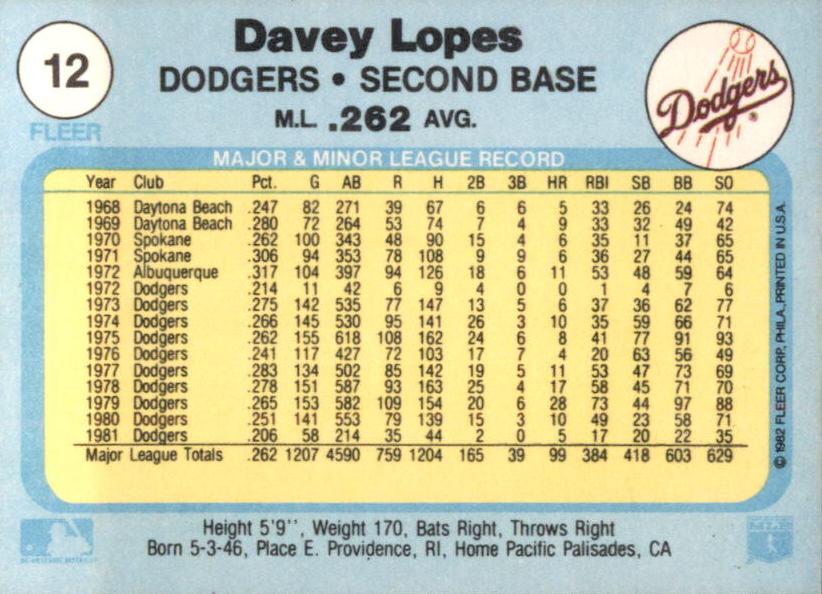 12
FLEER
Davey Lopes
DODGERS • SECOND BASE
M.L. .262 AVG.
Dodgers
®
MAJOR & MINOR LEAGUE RECORD
Year Club Pct. G AB R H 2B 3B HR RBI SB BB SO
1968 Daytona Beach .247 82 271 39 67 6 6 5 33 26 24 74
1969 Daytona Beach .280 72 264 53 74 7 4 9 33 32 49 42
1970 Spokane .262 100 343 48 90 15 4 6 35 11 37 65
1971 Spokane .306 94 353 78 108 9 9 6 36 27 44 65
1972 Albuquerque .317 104 397 94 126 18 6 11 53 48 59 64
1972 Dodgers .214 11 42 6 9 4 0 0 1 4 7 6
1973 Dodgers .275 142 535 77 147 13 5 6 37 36 62 77
1974 Dodgers .266 145 530 95 141 26 3 10 35 59 66 71
1975 Dodgers .262 155 618 108 162 24 6 8 41 77 91 93
1976 Dodgers .241 117 427 72 103 17 7 4 20 63 56 49
1977 Dodgers .283 134 502 85 142 19 5 11 53 47 73 69
1978 Dodgers .278 151 587 93 163 25 4 17 58 45 71 70
1979 Dodgers .265 153 582 109 154 20 6 28 73 44 97 88
1980 Dodgers .251 141 553 79 139 15 3 10 49 23 58 71
1981 Dodgers .206 58 214 35 44 2 0 5 17 20 22 35
Major League Totals .262 1207 4590 759 1204 165 39 99 384 418 603 629
© 1982 FLEER CORP., PHILA., PRINTED IN U.S.A.
Height 5'9'', Weight 170, Bats Right, Throws Right
Born 5-3-46, Place E. Providence, RI, Home Pacific Palisades, CA